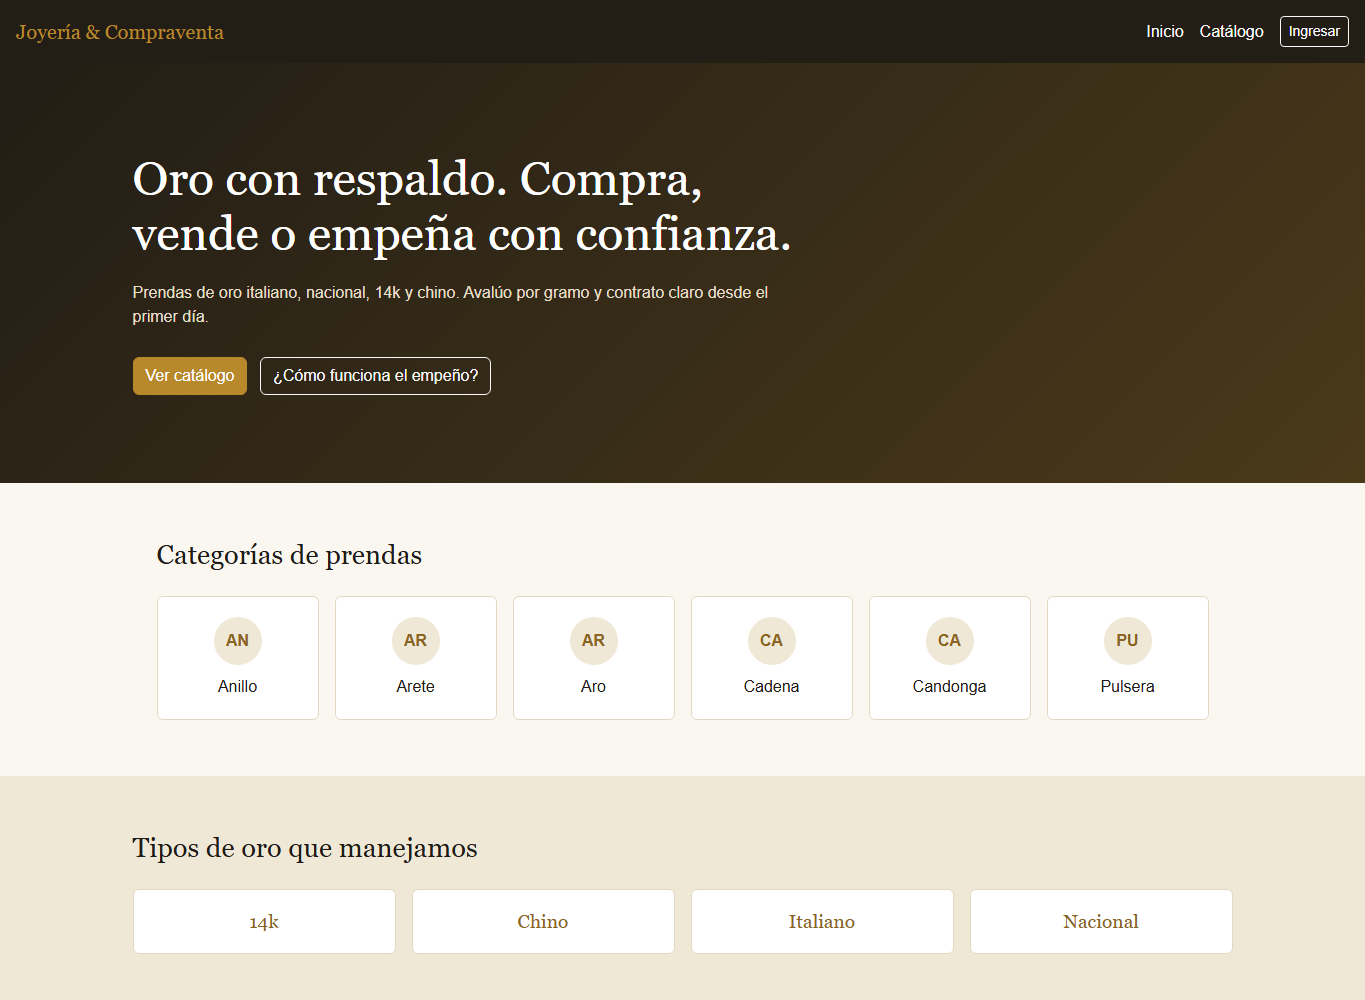 Joyería & Compraventa
Inicio Catálogo Ingresar
Oro con respaldo. Compra,
vende o empeña con confianza.
Prendas de oro italiano, nacional, 14k y chino. Avalúo por gramo y contrato claro desde el
primer día.
Ver catálogo ¿Cómo funciona el empeño?
Categorías de prendas
AN AR AR CA CA PU
Anillo Arete Aro Cadena Candonga Pulsera
Tipos de oro que manejamos
14k Chino Italiano Nacional